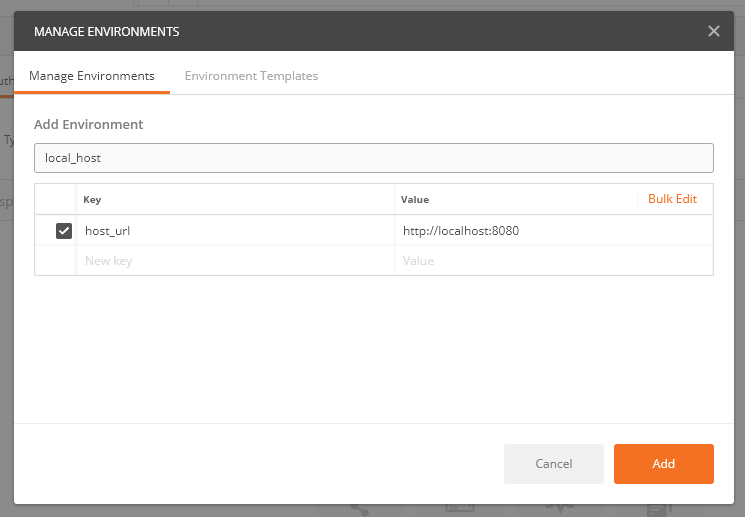 MANAGE ENVIRONMENTS
Manage Environments Environment Templates
Add Environment
local_host
Key Value Bulk Edit
host_url http://localhost:8080
New key Value
Cancel Add